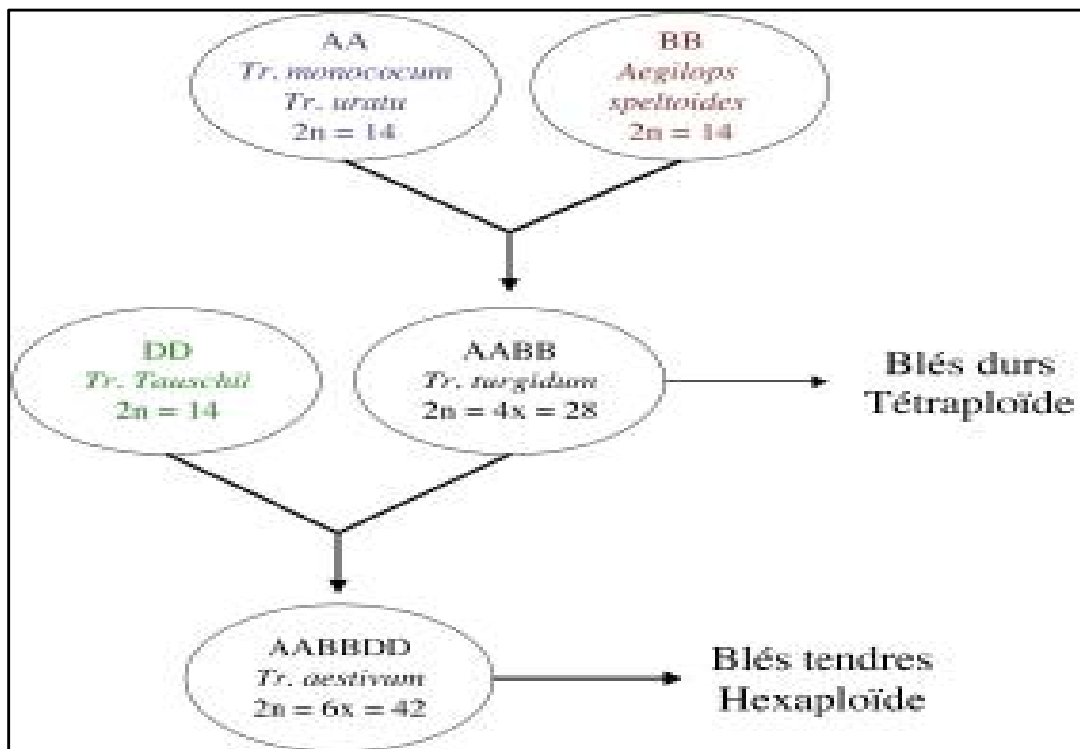 AA
Tr. monococum
Tr. uratu
2n = 14
BB
Aegilops
speltoides
2n = 14
DD
Tr. Tauschii
2n = 14
AABB
Tr. turgidum
2n = 4x = 28
Blés durs
Tétraploïde
AABBDD
Tr. aestivum
2n = 6x = 42
Blés tendres
Hexaploïde